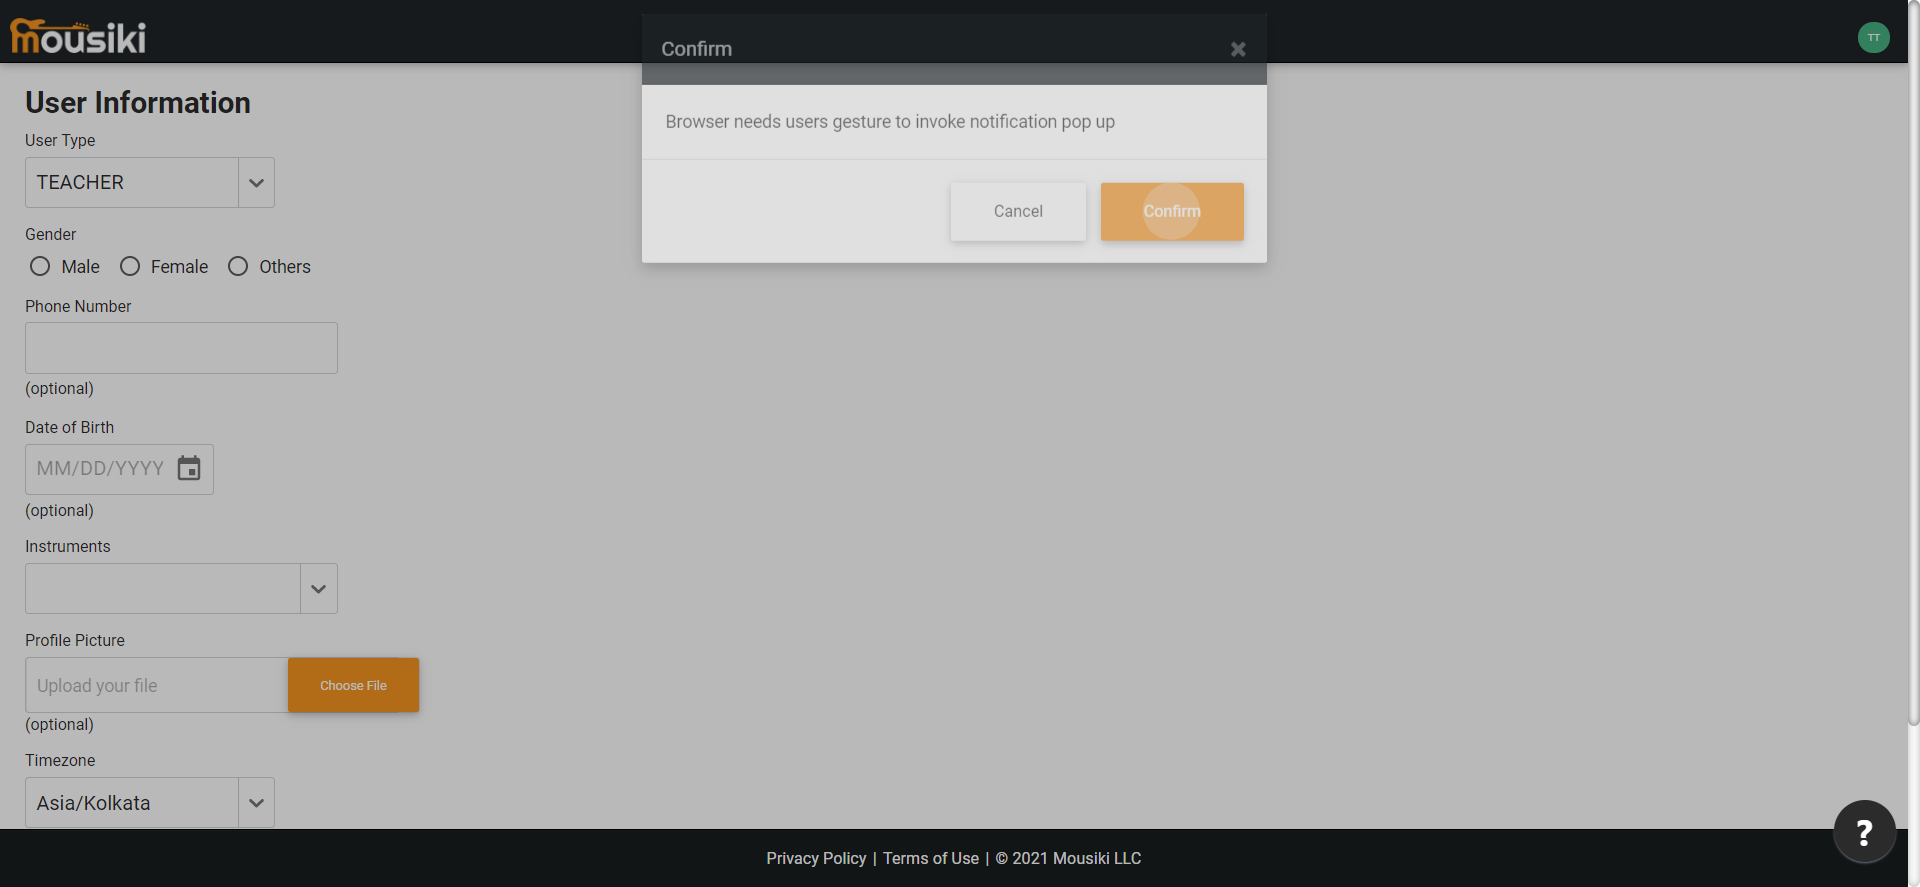 mousiki
TT
Confirm
Browser needs users gesture to invoke notification pop up
Cancel
Confirm
User Information
User Type
TEACHER
Gender
Male
Female
Others
Phone Number
(optional)
Date of Birth
MM/DD/YYYY
(optional)
Instruments
Profile Picture
Upload your file
Choose File
(optional)
Timezone
Asia/Kolkata
?
Privacy Policy | Terms of Use | © 2021 Mousiki LLC